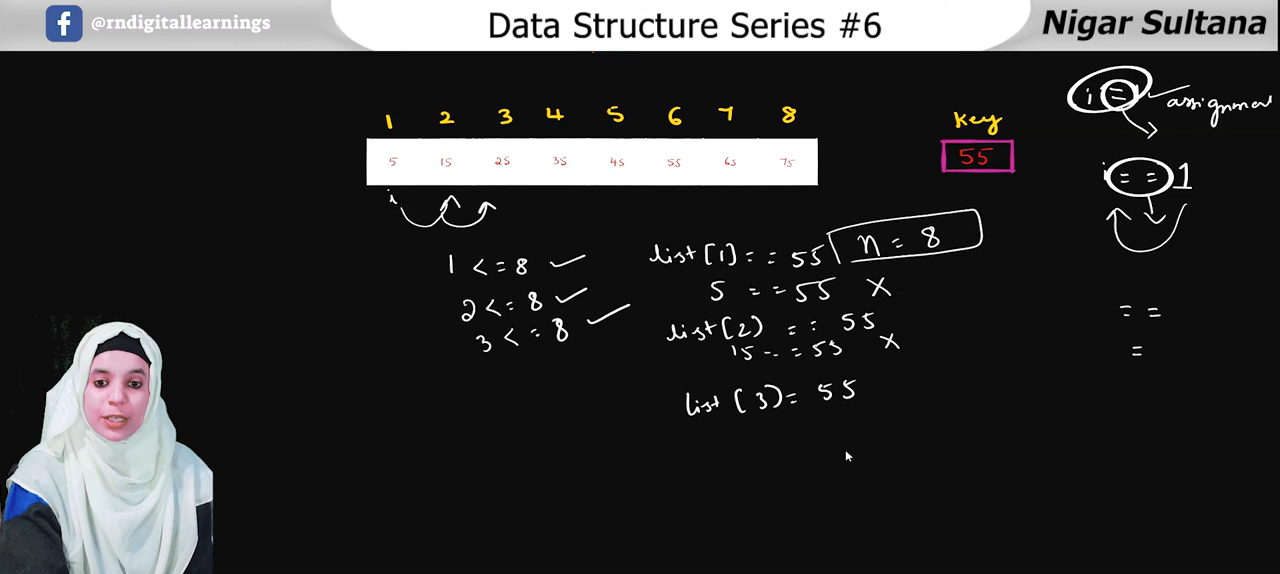 @rndigitallearnings
Data Structure Series #6
Nigar Sultana
1 2 3 4 5 6 7 8
Key
5 15 25 35 45 55 65 75
55
i = 1 assignment
i = = 1
i
n = 8
1 < = 8
list [1] = = 55
5 = = 55 X
2 < = 8
list (2) = = 55
3 < = 8
15 = = 55 X
list (3) = 55
= =
=